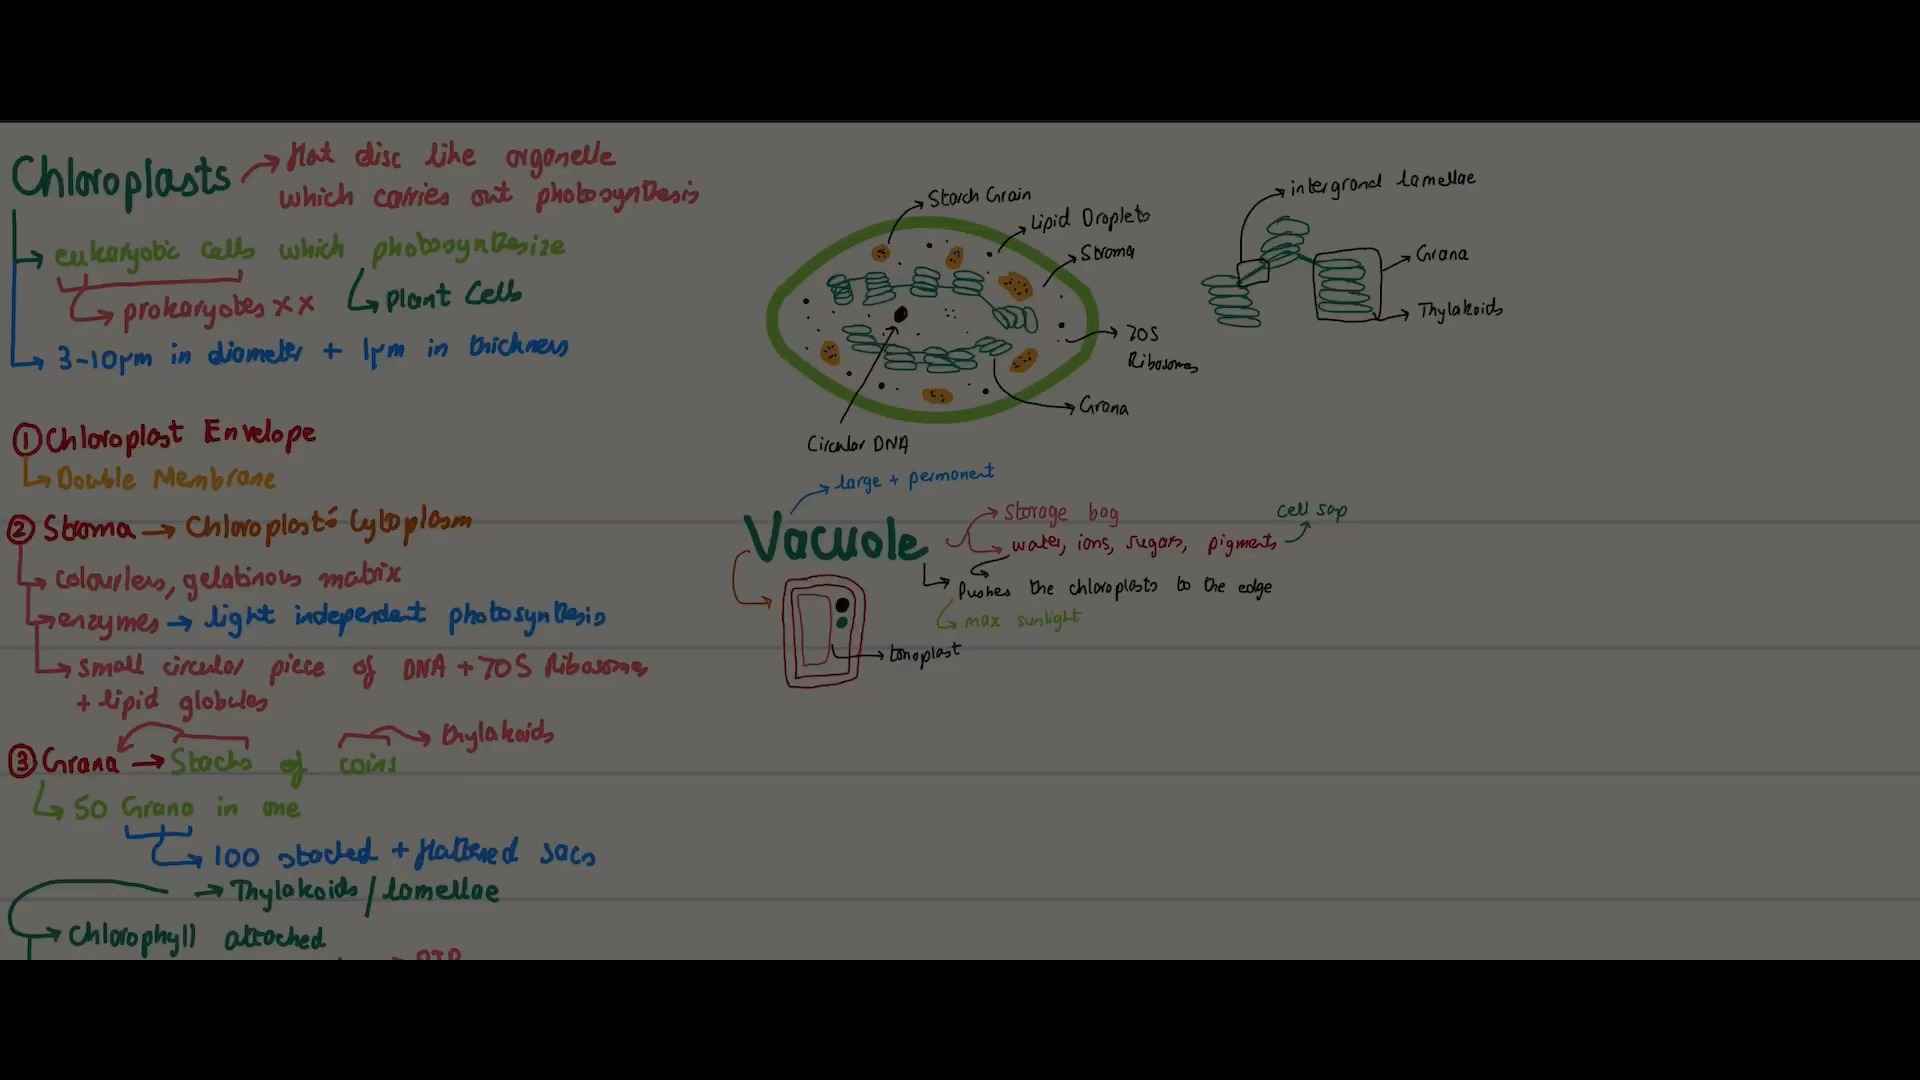 Chloroplasts → flat disc like organelle
which carries out photosynthesis
→ eukaryotic cells which photosynthesize
→ prokaryotes x x
→ plant cells
→ 3-10μm in diameter + 1μm in thickness
① Chloroplast Envelope
→ Double Membrane
② Stroma → Chloroplast's Cytoplasm
→ colourless, gelatinous matrix
→ enzymes → light independent photosynthesis
→ small circular piece of DNA + 70S Ribosomes
+ lipid globules
→ thylakoids
③ Grana → Stacks of coins
→ 50 Grana in one
→ 100 stacked + flattened sacs
→ Thylakoids / lamellae
→ Chlorophyll attached
Starch Grain
Lipid Droplets
Stroma
70S
Ribosomes
Grana
Circular DNA
intergranal lamellae
Grana
Thylakoids
→ large + permanent
Vacuole
→ Storage bag
→ water, ions, sugars, pigments
cell sap
→ Pushes the chloroplasts to the edge
→ max sunlight
→ tonoplast